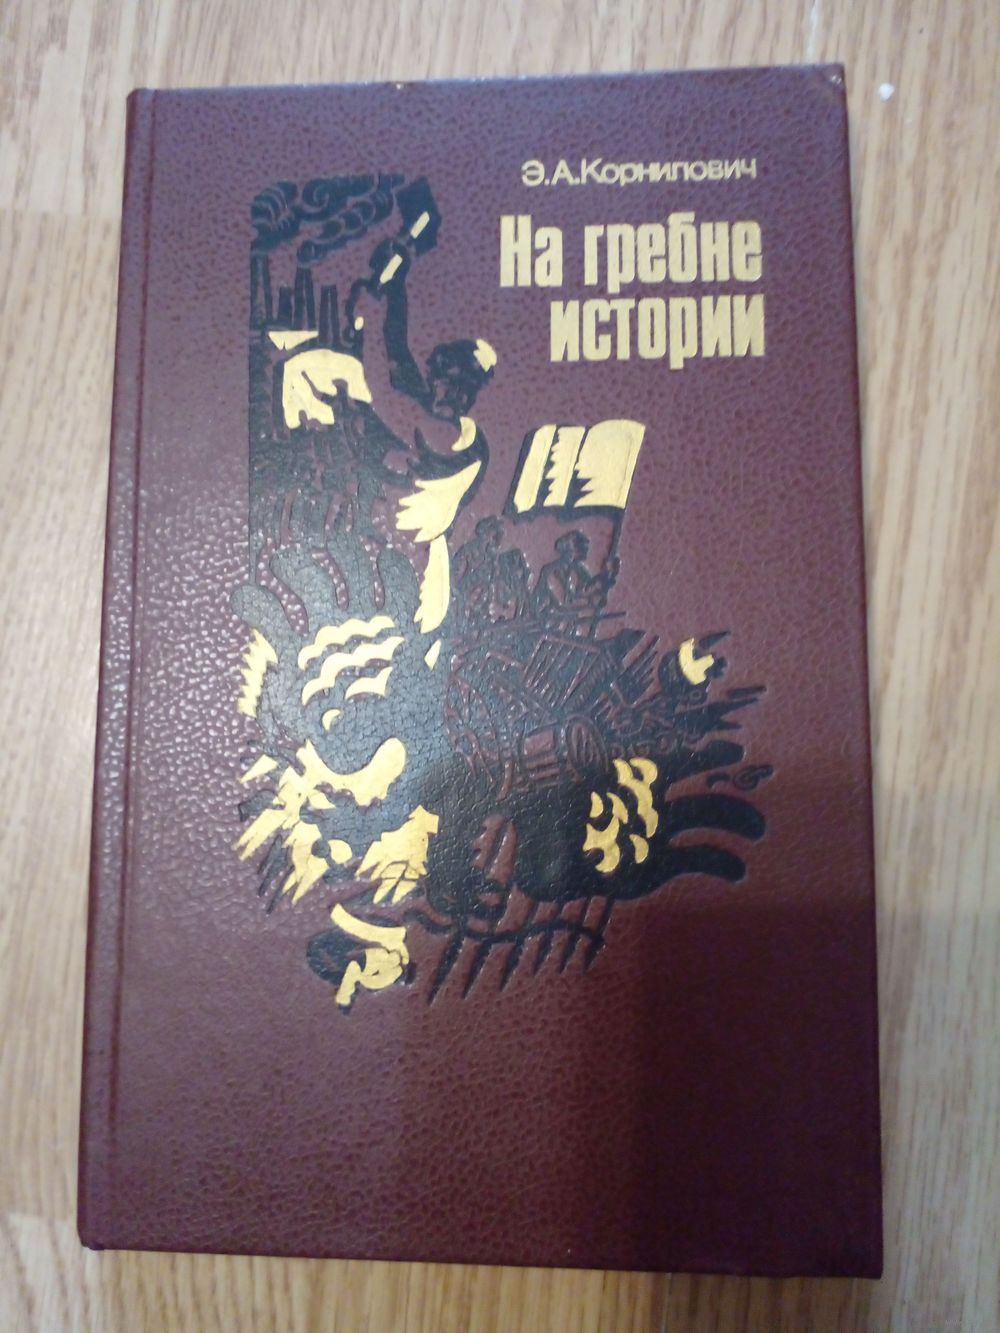 Э.А.Корнилович
На гребне
истории